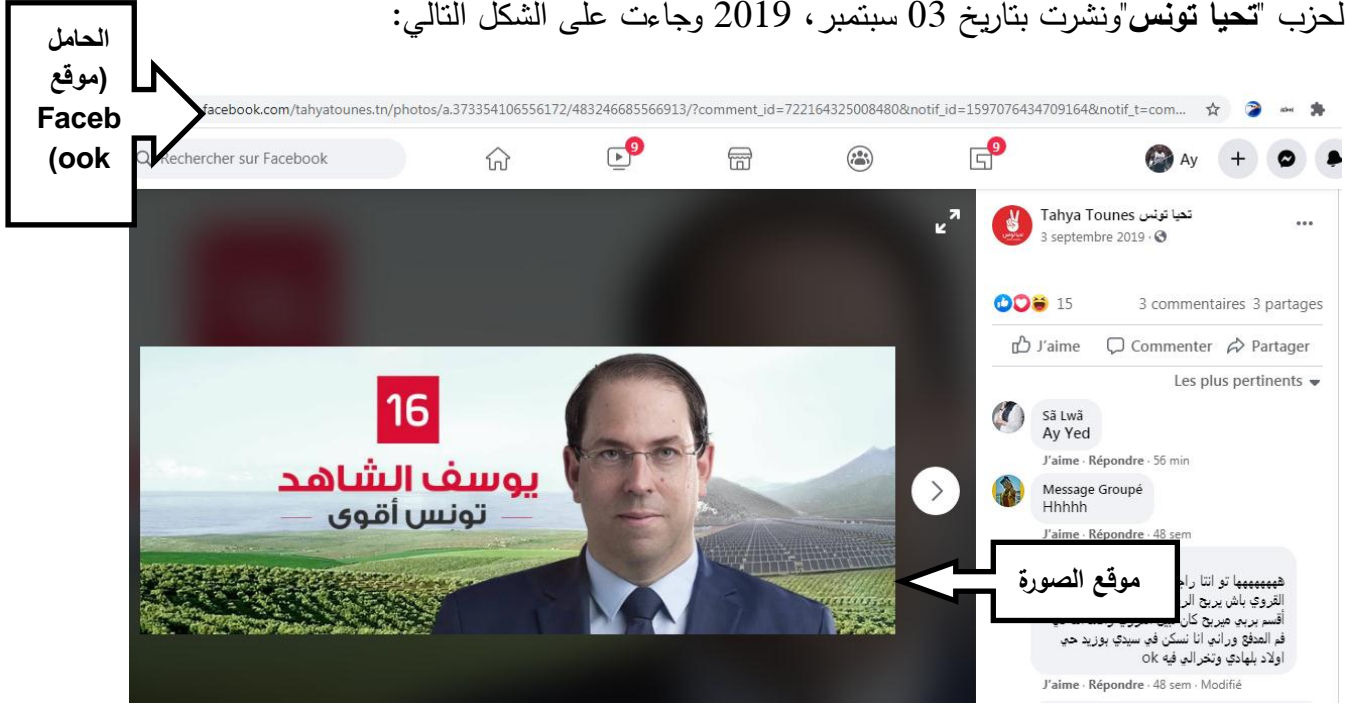 لحزب "تحيا تونس"ونشرت بتاريخ 03 سبتمبر، 2019 وجاءت على الشكل التالي:
الحامل
(موقع
Faceb
ook)
facebook.com/tahyatounes.tn/photos/a.373354106556172/483246685566913/?comment_id=722164325008480&notif_id=1597076434709164&notif_t=com...
Rechercher sur Facebook
9
9
Ay
Tahya Tounes تحيا تونس
3 septembre 2019
15
3 commentaires 3 partages
J'aime Commenter Partager
Les plus pertinents
16
يوسف الشاهد
تونس أقوى
Sã Lwã
Ay Yed
J'aime · Répondre · 56 min
Message Groupé
Hhhhh
J'aime · Répondre · 48 sem
موقع الصورة
هههههههها تو انتا
القروي باش يربح
أقسم بربي ميربح كان
فم المدفع وراني انا نسكن في سيدي بوزيد حي
اولاد بلهادي وتخرالي فيه ok
J'aime · Répondre · 48 sem · Modifié